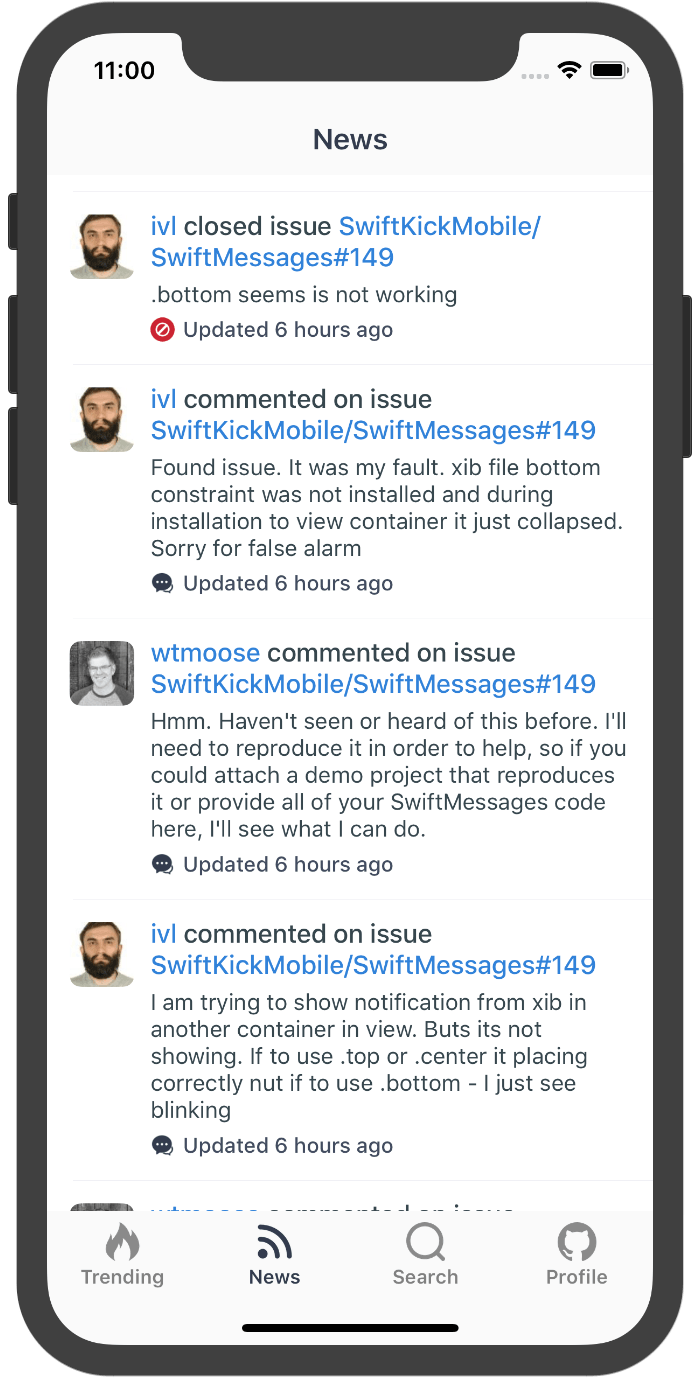 11:00
News
ivl closed issue SwiftKickMobile/
SwiftMessages#149
.bottom seems is not working
Updated 6 hours ago
ivl commented on issue
SwiftKickMobile/SwiftMessages#149
Found issue. It was my fault. xib file bottom
constraint was not installed and during
installation to view container it just collapsed.
Sorry for false alarm
Updated 6 hours ago
wtmoose commented on issue
SwiftKickMobile/SwiftMessages#149
Hmm. Haven't seen or heard of this before. I'll
need to reproduce it in order to help, so if you
could attach a demo project that reproduces
it or provide all of your SwiftMessages code
here, I'll see what I can do.
Updated 6 hours ago
ivl commented on issue
SwiftKickMobile/SwiftMessages#149
I am trying to show notification from xib in
another container in view. Buts its not
showing. If to use .top or .center it placing
correctly nut if to use .bottom - I just see
blinking
Updated 6 hours ago
Trending
News
Search
Profile